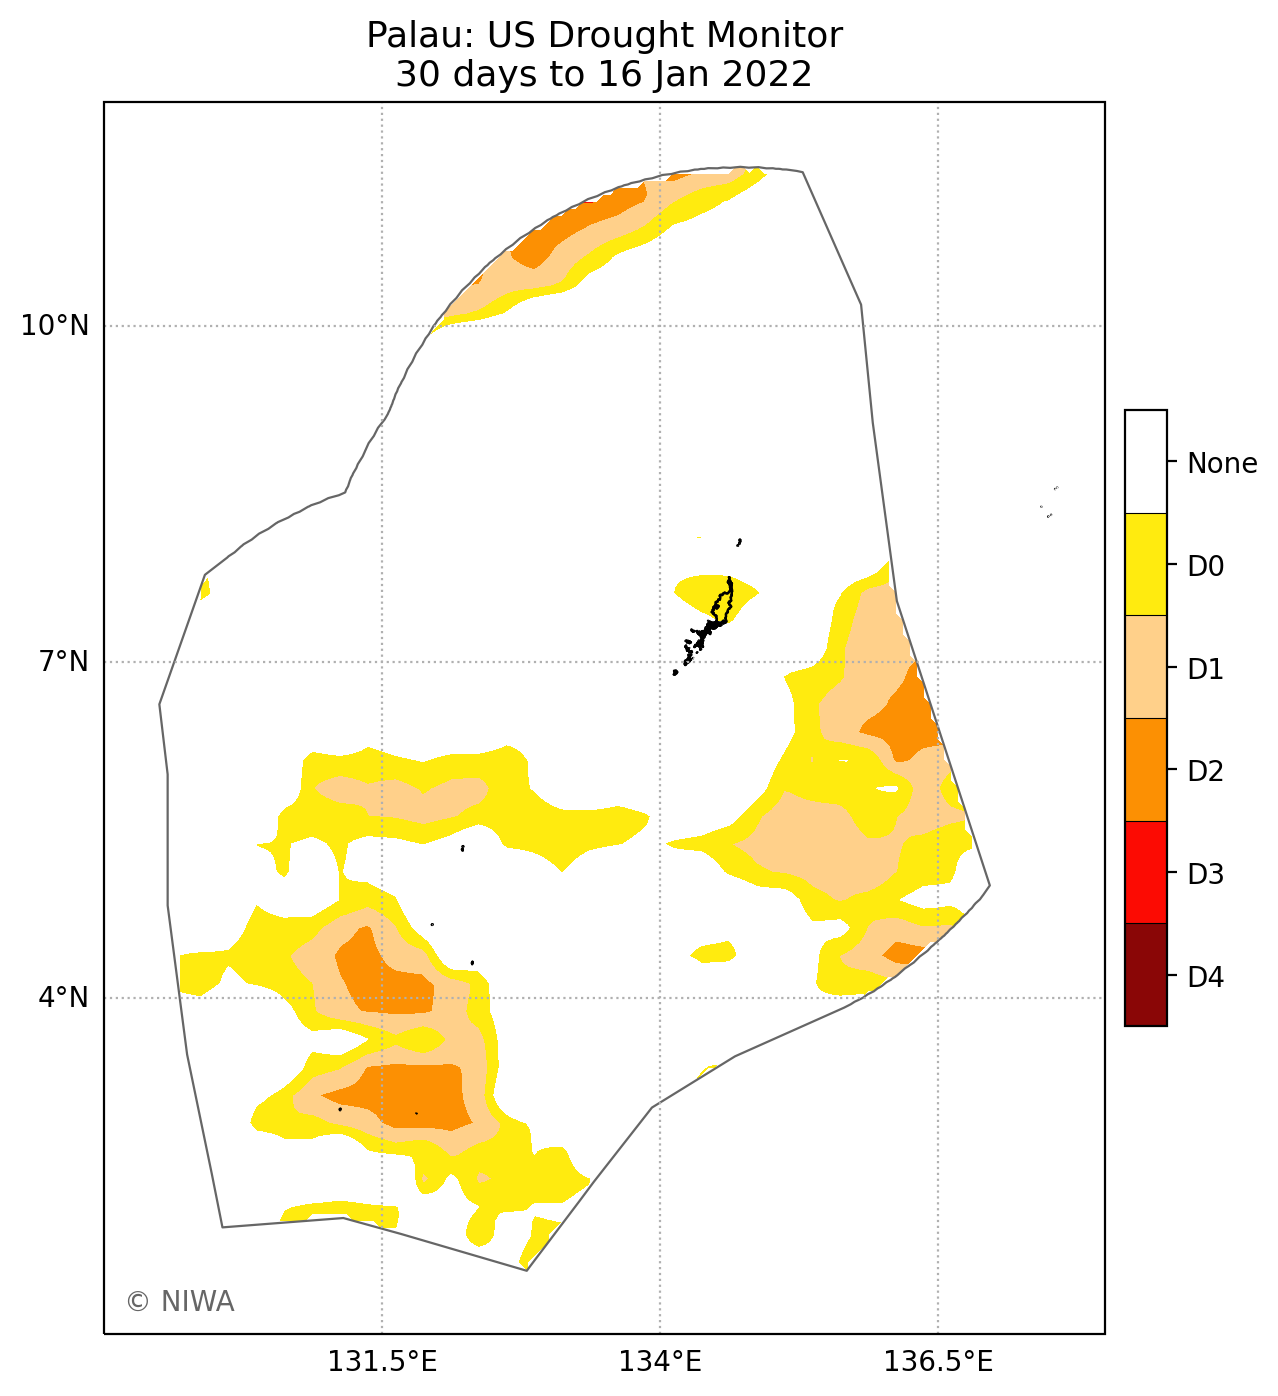 Palau: US Drought Monitor
30 days to 16 Jan 2022
10°N
7°N
4°N
131.5°E
134°E
136.5°E
None
D0
D1
D2
D3
D4
© NIWA